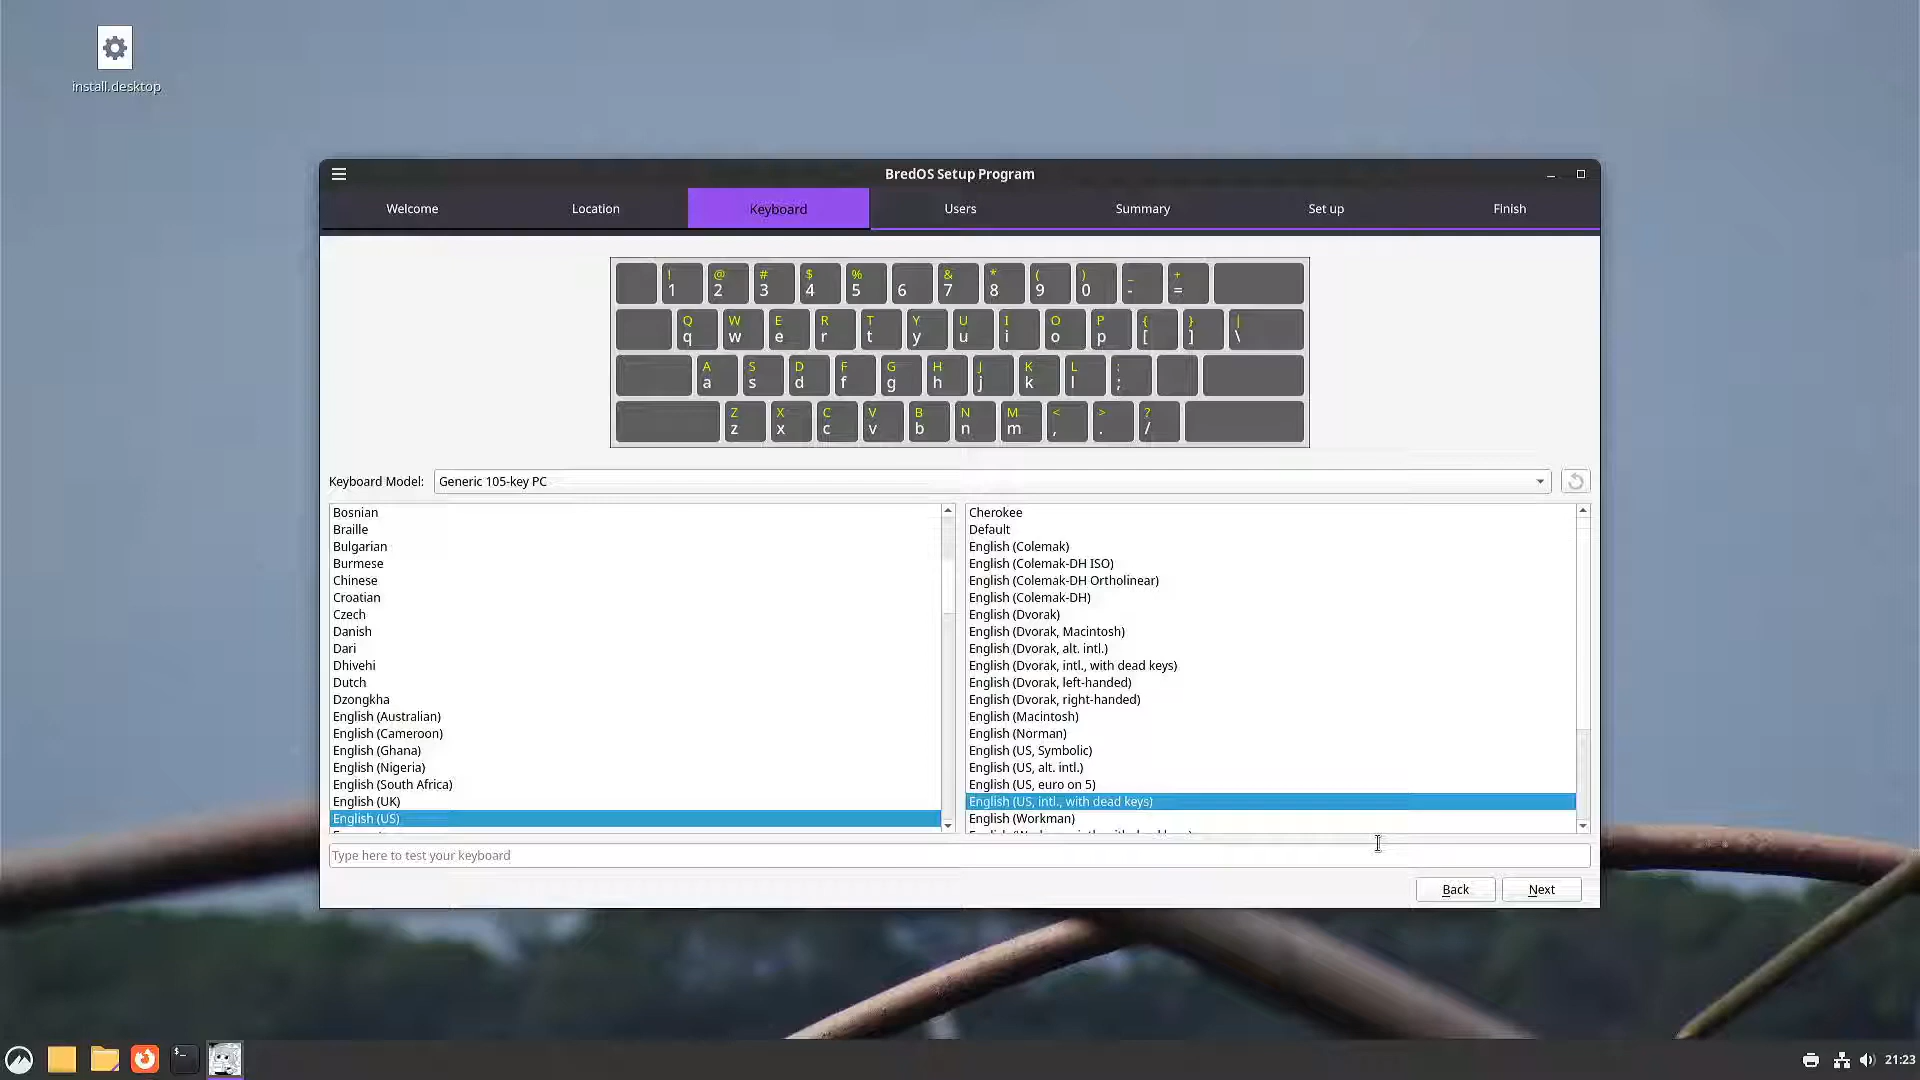 install.desktop
BredOS Setup Program
Welcome Location Keyboard Users Summary Set up FInish
! @ # $ % & * ( ) _ +
1 2 3 4 5 6 7 8 9 0 - =
Q W E R T Y U I O P { } |
q w e r t y u i o p [ ] \
A S D F G H J K L :
a s d f g h j k l ;
Z X C V B N M < > ?
z x c v b n m , . /
Keyboard Model: Generic 105-key PC
Bosnian
Braille
Bulgarian
Burmese
Chinese
Croatian
Czech
Danish
Dari
Dhivehi
Dutch
Dzongkha
English (Australian)
English (Cameroon)
English (Ghana)
English (Nigeria)
English (South Africa)
English (UK)
English (US)
Cherokee
Default
English (Colemak)
English (Colemak-DH ISO)
English (Colemak-DH Ortholinear)
English (Colemak-DH)
English (Dvorak)
English (Dvorak, Macintosh)
English (Dvorak, alt. intl.)
English (Dvorak, intl., with dead keys)
English (Dvorak, left-handed)
English (Dvorak, right-handed)
English (Macintosh)
English (Norman)
English (US, Symbolic)
English (US, alt. intl.)
English (US, euro on 5)
English (US, intl., with dead keys)
English (Workman)
Type here to test your keyboard
Back Next
21:23